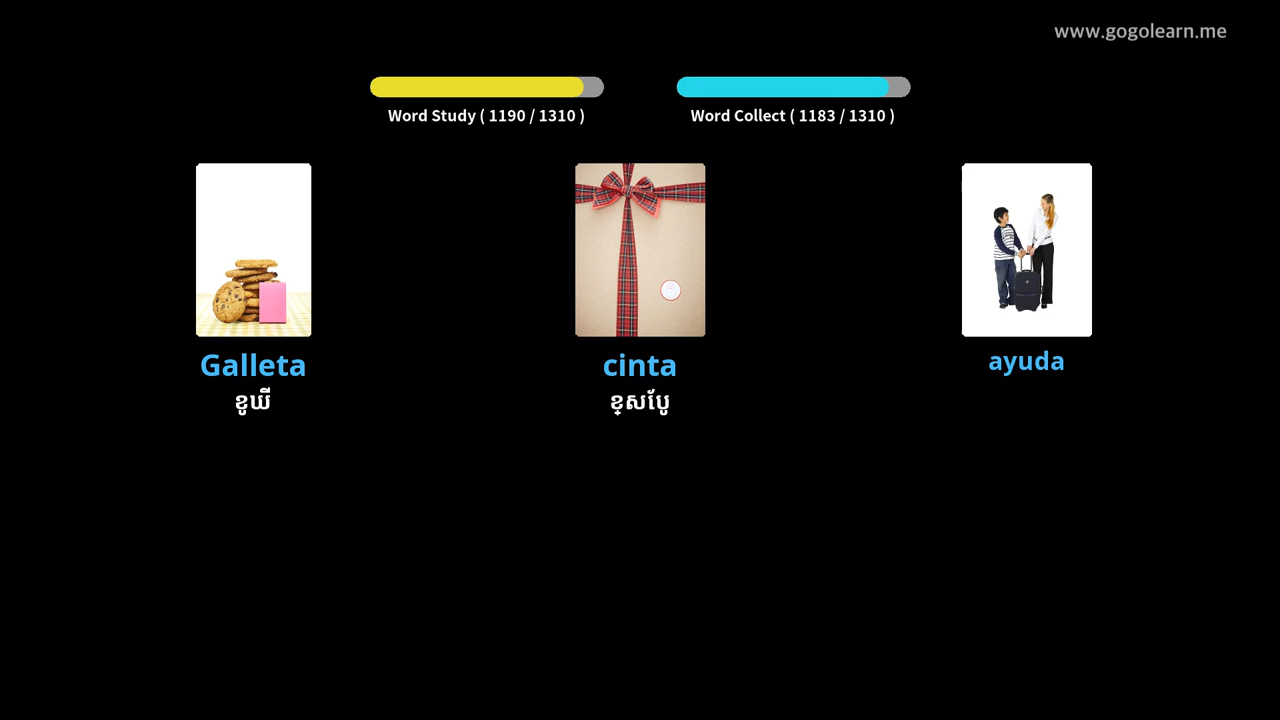 www.gogolearn.me
Word Study ( 1190 / 1310 )
Word Collect ( 1183 / 1310 )
Galleta
ខូឃី
cinta
ខ្សែបូ
ayuda